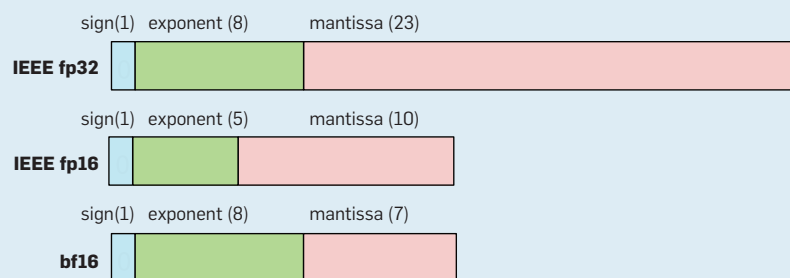 sign(1) exponent (8) mantissa (23)
IEEE fp32
sign(1) exponent (5) mantissa (10)
IEEE fp16
sign(1) exponent (8) mantissa (7)
bf16